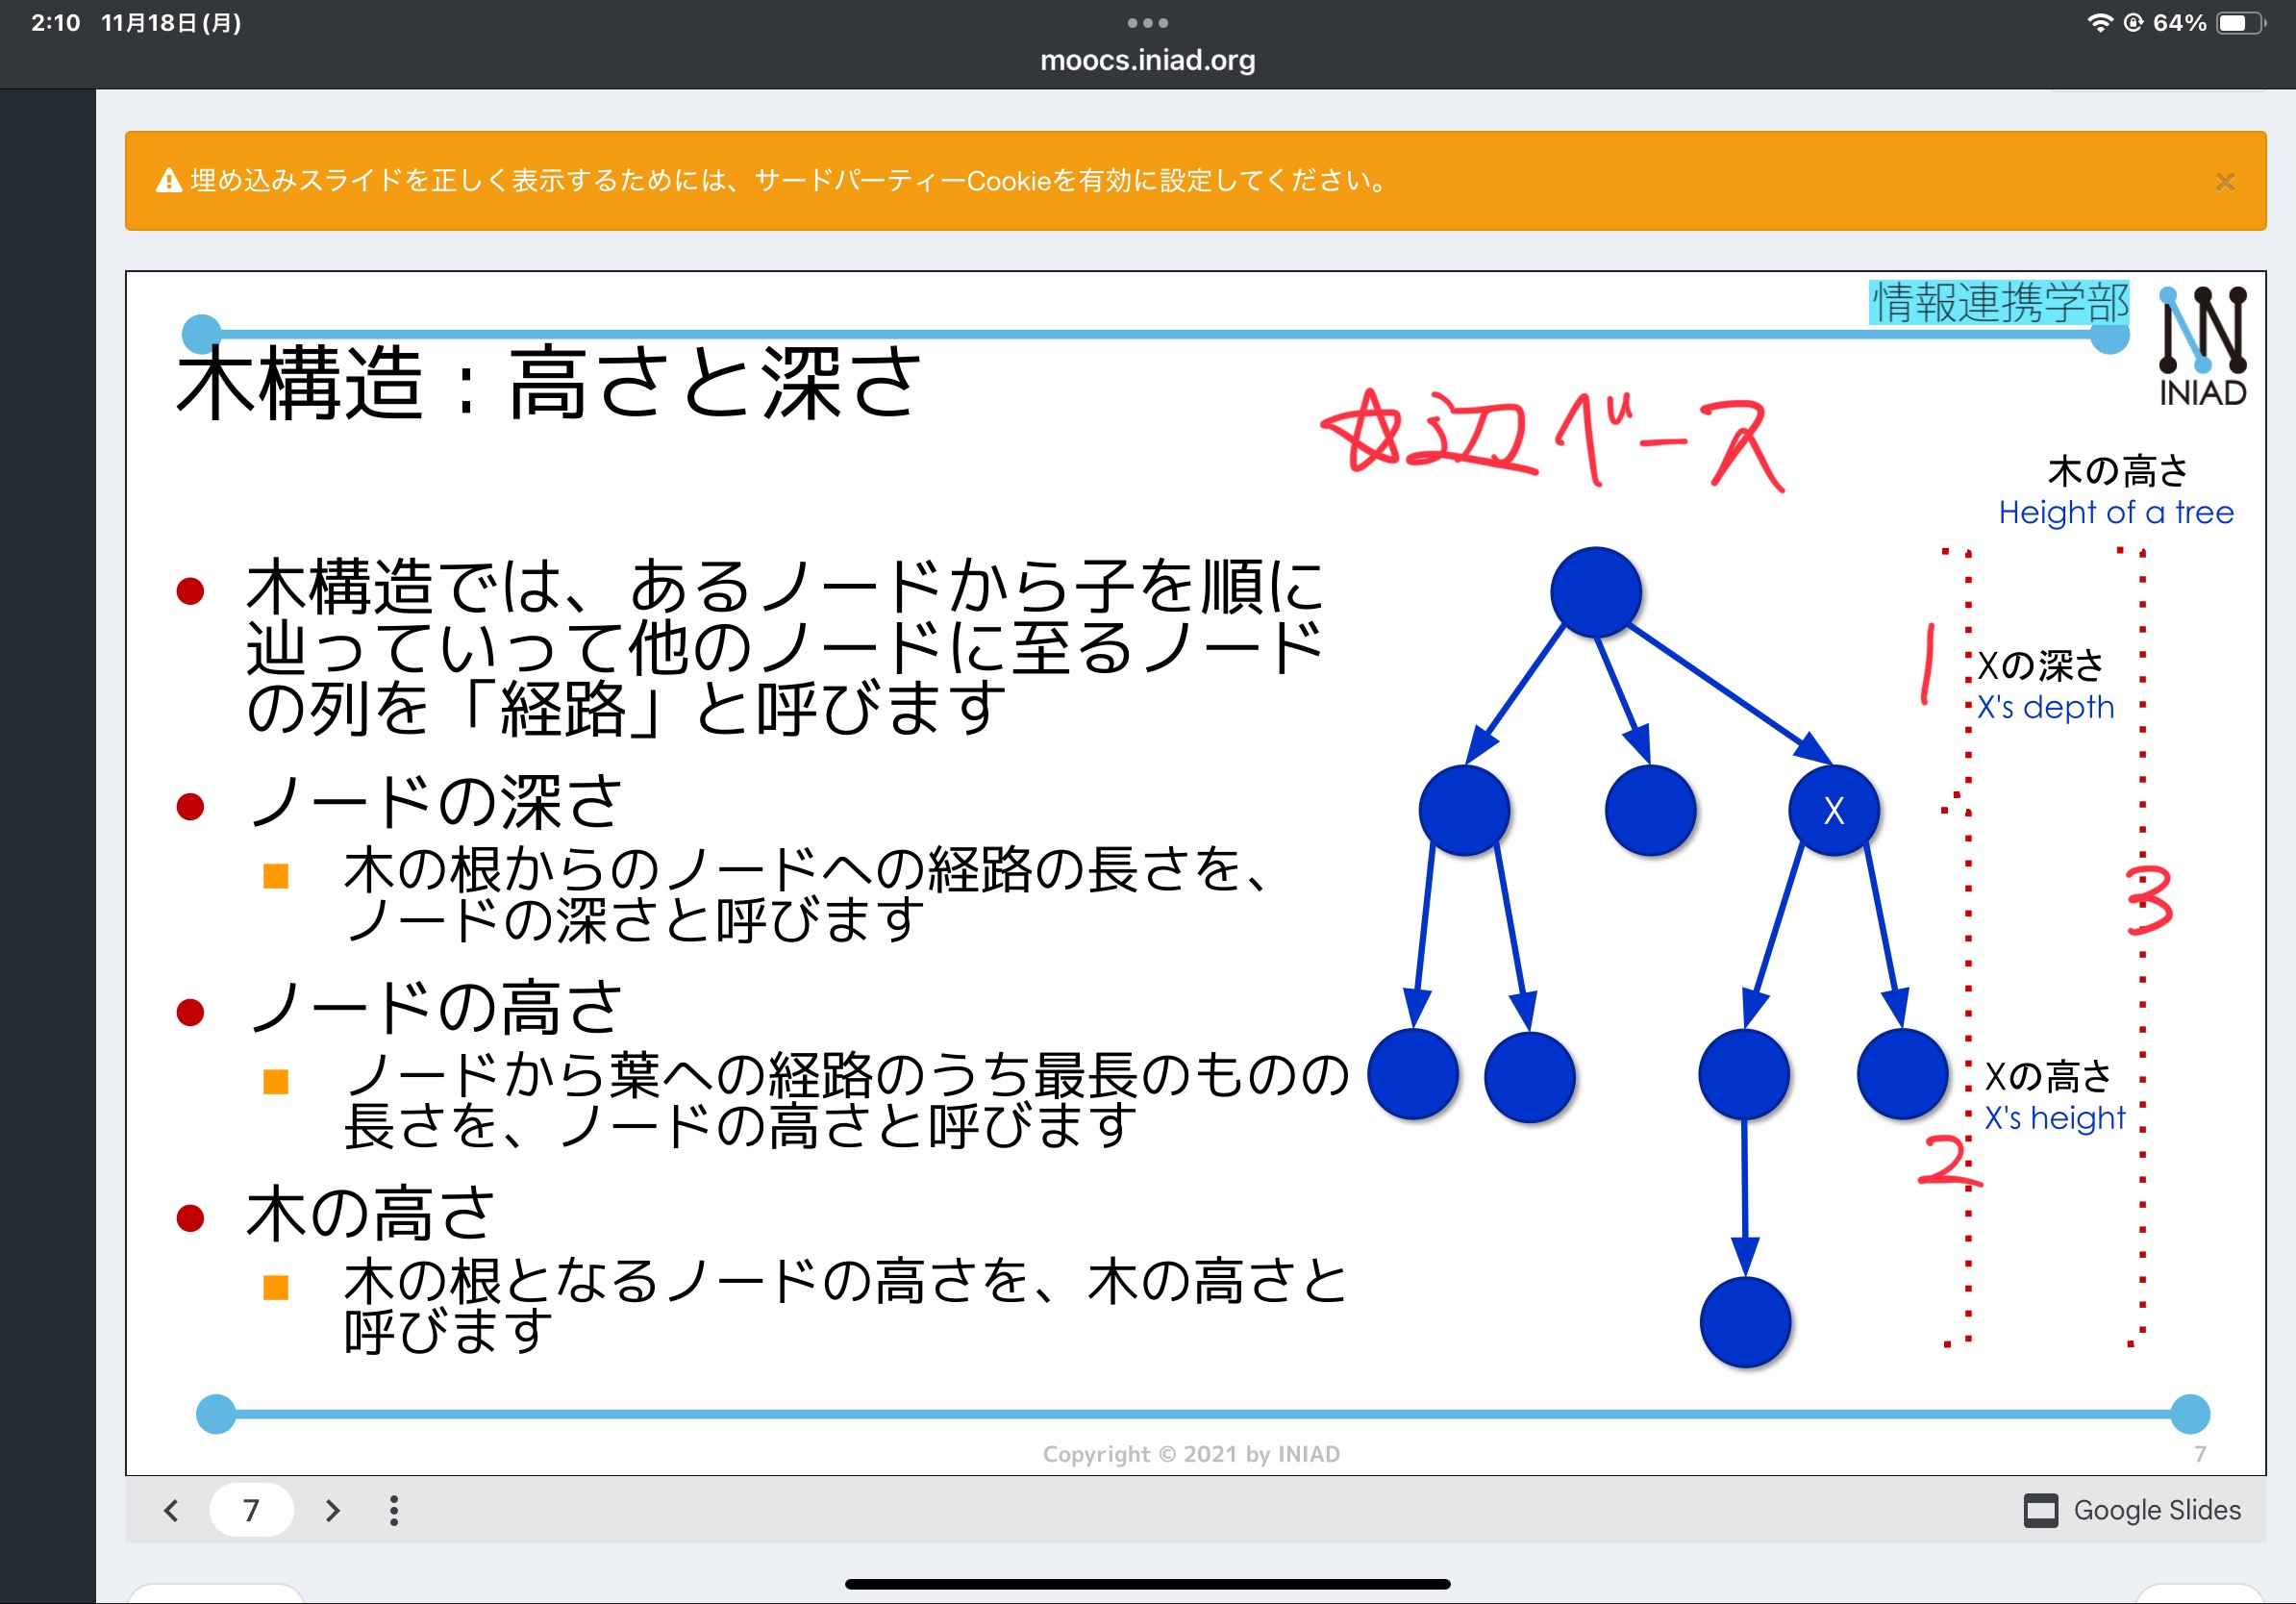 2:10 11月18日(月)
64%
moocs.iniad.org
埋め込みスライドを正しく表示するためには、サードパーティーCookieを有効に設定してください。
×
情報連携学部
INIAD
木構造：高さと深さ
☆辺ベース
木の高さ
Height of a tree
木構造では、あるノードから子を順に
辿っていって他のノードに至るノード
の列を「経路」と呼びます
1
Xの深さ
X's depth
ノードの深さ
木の根からのノードへの経路の長さを、
ノードの深さと呼びます
X
3
ノードの高さ
ノードから葉への経路のうち最長のものの
長さを、ノードの高さと呼びます
Xの高さ
X's height
2
木の高さ
木の根となるノードの高さを、木の高さと
呼びます
Copyright © 2021 by INIAD
7
7
Google Slides